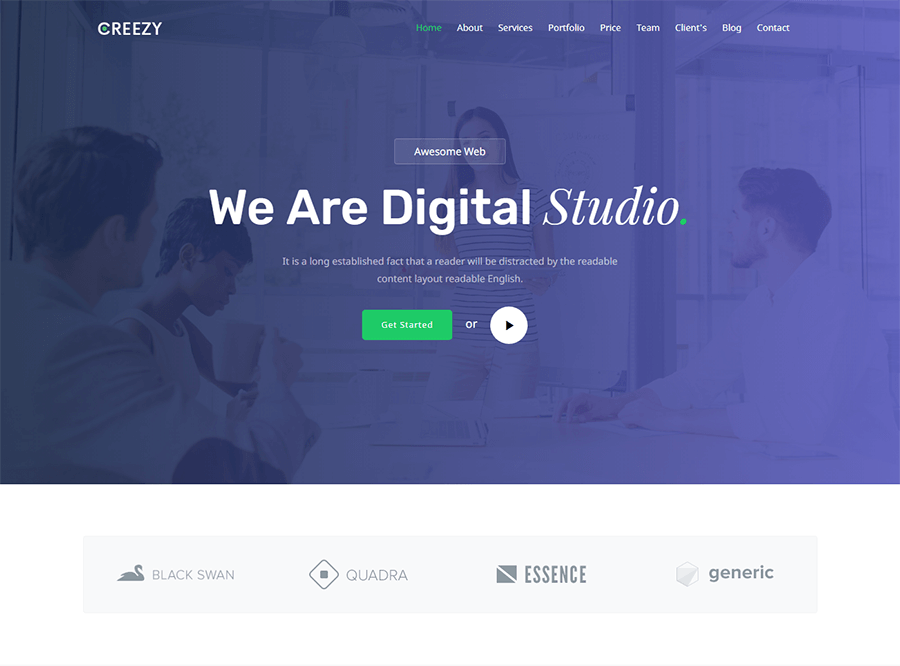 CREEZY
Home About Services Portfolio Price Team Client's Blog Contact
Awesome Web
We Are Digital Studio.
It is a long established fact that a reader will be distracted by the readable
content layout readable English.
Get Started or
BLACK SWAN QUADRA ESSENCE generic